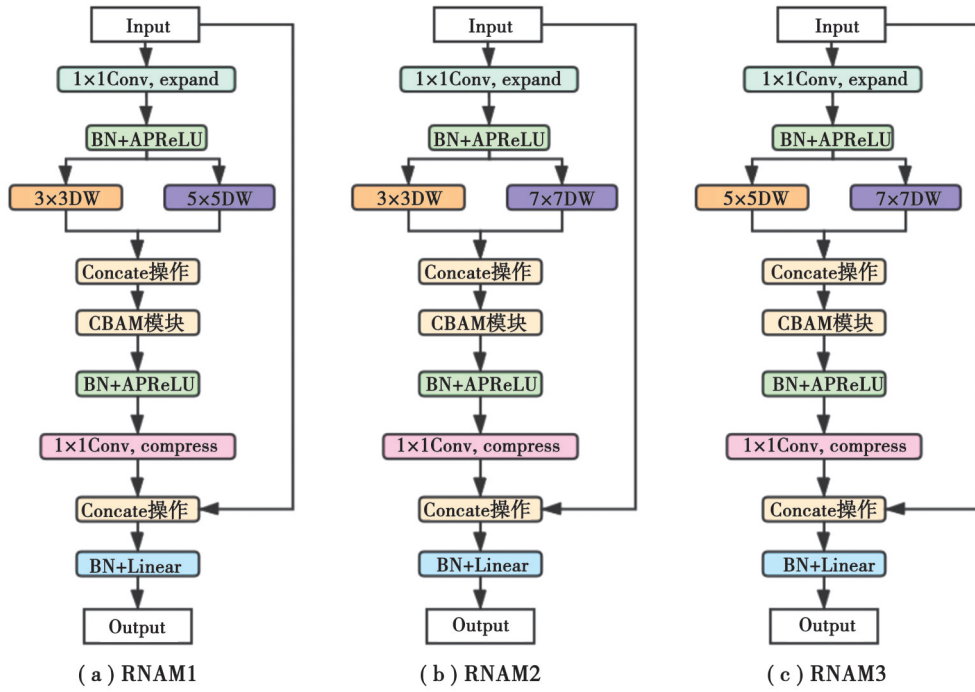 Input
1×1Conv, expand
BN+APReLU
3×3DW
5×5DW
Concate操作
CBAM模块
BN+APReLU
1×1Conv, compress
Concate操作
BN+Linear
Output
(a) RNAM1
Input
1×1Conv, expand
BN+APReLU
3×3DW
7×7DW
Concate操作
CBAM模块
BN+APReLU
1×1Conv, compress
Concate操作
BN+Linear
Output
(b) RNAM2
Input
1×1Conv, expand
BN+APReLU
5×5DW
7×7DW
Concate操作
CBAM模块
BN+APReLU
1×1Conv, compress
Concate操作
BN+Linear
Output
(c) RNAM3